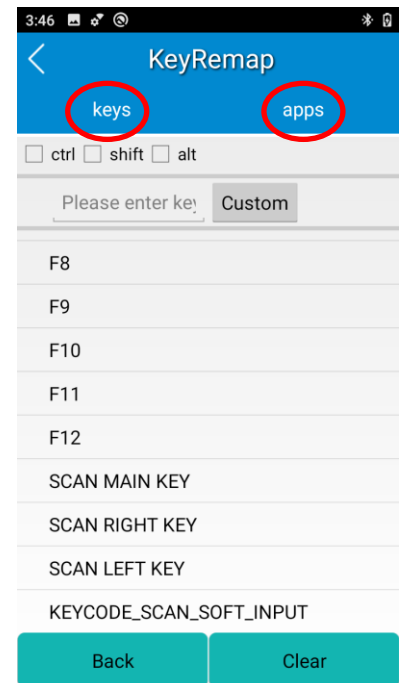 3:46
KeyRemap
keys apps
ctrl shift alt
Please enter key Custom
F8
F9
F10
F11
F12
SCAN MAIN KEY
SCAN RIGHT KEY
SCAN LEFT KEY
KEYCODE_SCAN_SOFT_INPUT
Back Clear